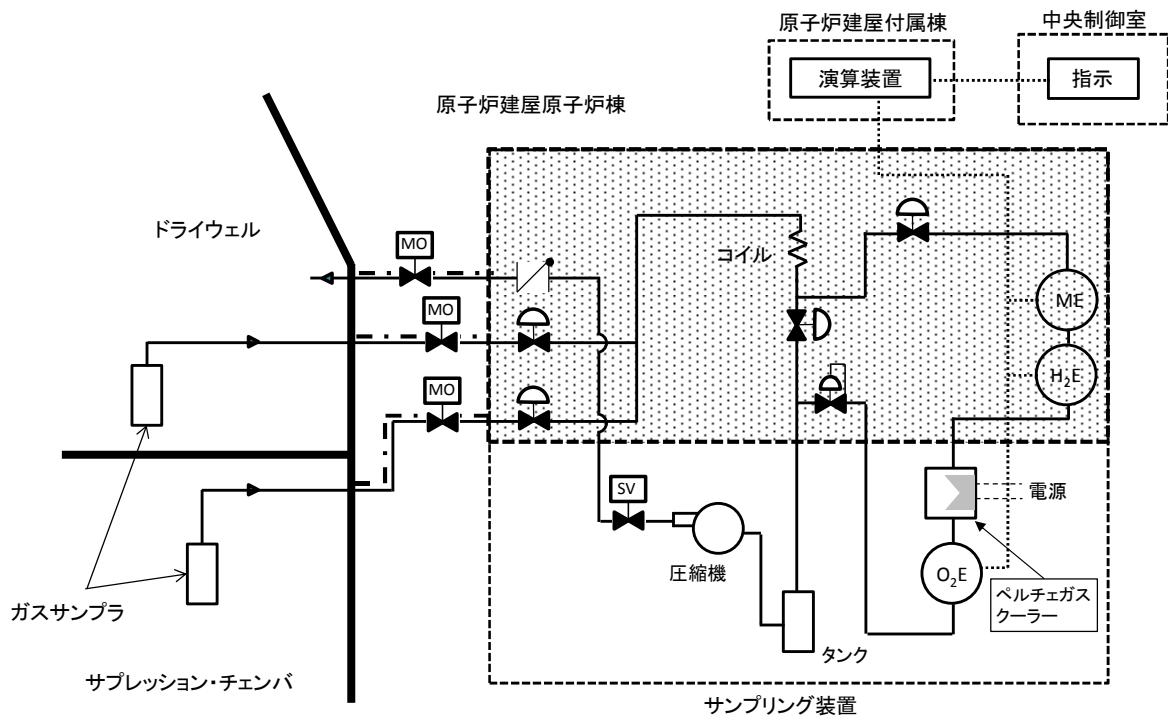 原子炉建屋付属棟
中央制御室
演算装置
指示
原子炉建屋原子炉棟
ドライウェル
MO
コイル
MO
ME
H₂E
MO
SV
電源
圧縮機
O₂E
ペルチェガス
クーラー
ガスサンプラ
タンク
サプレッション・チェンバ
サンプリング装置